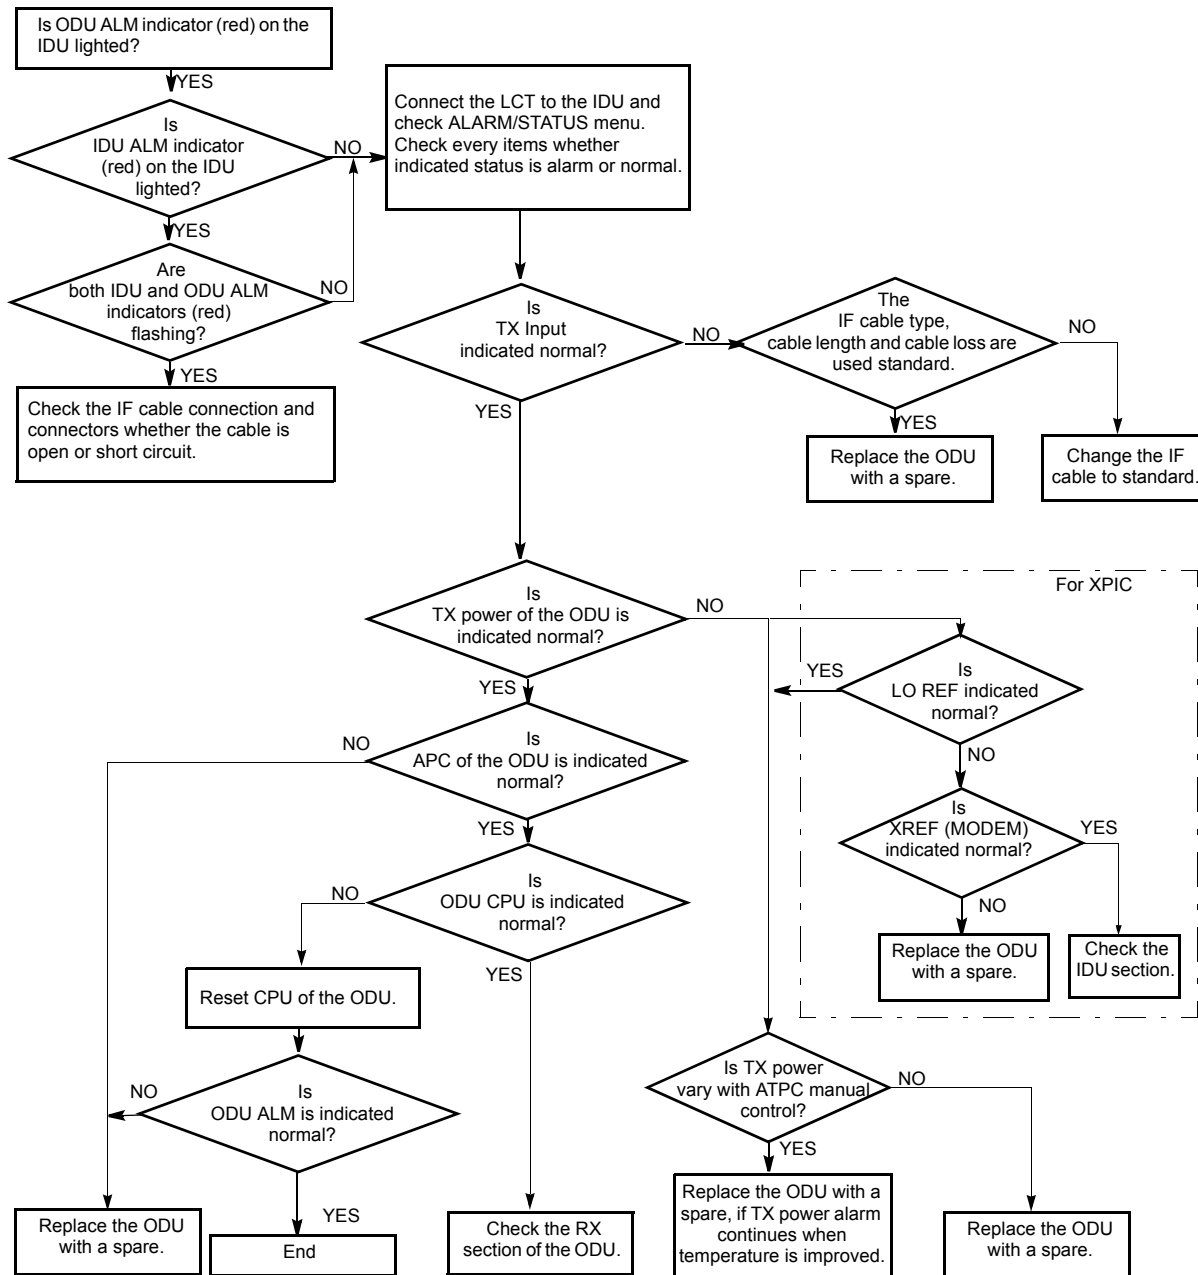 Is ODU ALM indicator (red) on the
IDU lighted?
YES
Is
IDU ALM indicator
(red) on the IDU
lighted?
NO
YES
Are
both IDU and ODU ALM
indicators (red)
flashing?
NO
YES
Check the IF cable connection and
connectors whether the cable is
open or short circuit.
Connect the LCT to the IDU and
check ALARM/STATUS menu.
Check every items whether
indicated status is alarm or normal.
Is
TX Input
indicated normal?
NO
YES
The
IF cable type,
cable length and cable loss are
used standard.
NO
YES
Replace the ODU
with a spare.
Change the IF
cable to standard.
Is
TX power of the ODU is
indicated normal?
NO
YES
For XPIC
Is
LO REF indicated
normal?
YES
NO
Is
XREF (MODEM)
indicated normal?
YES
NO
Replace the ODU
with a spare.
Check the
IDU section.
Is
APC of the ODU is indicated
normal?
NO
YES
Is
ODU CPU is indicated
normal?
NO
YES
Reset CPU of the ODU.
Is
ODU ALM is indicated
normal?
NO
YES
Replace the ODU
with a spare.
End
Check the RX
section of the ODU.
Is TX power
vary with ATPC manual
control?
NO
YES
Replace the ODU with a
spare, if TX power alarm
continues when
temperature is improved.
Replace the ODU
with a spare.